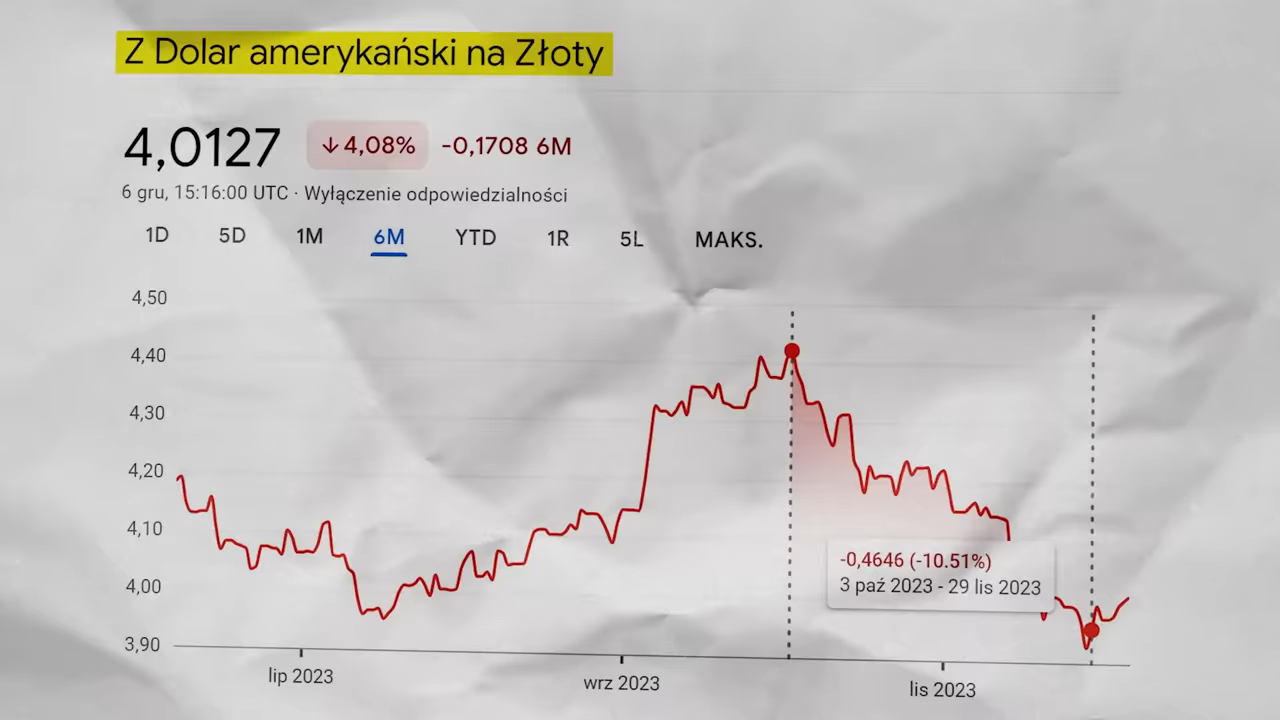 Z Dolar amerykański na Złoty
4,0127 ↓ 4,08% -0,1708 6M
6 gru, 15:16:00 UTC · Wyłączenie odpowiedzialności
1D 5D 1M 6M YTD 1R 5L MAKS.
4,50
4,40
4,30
4,20
4,10
4,00
3,90
-0,4646 (-10.51%)
3 paź 2023 - 29 lis 2023
lip 2023 wrz 2023 lis 2023